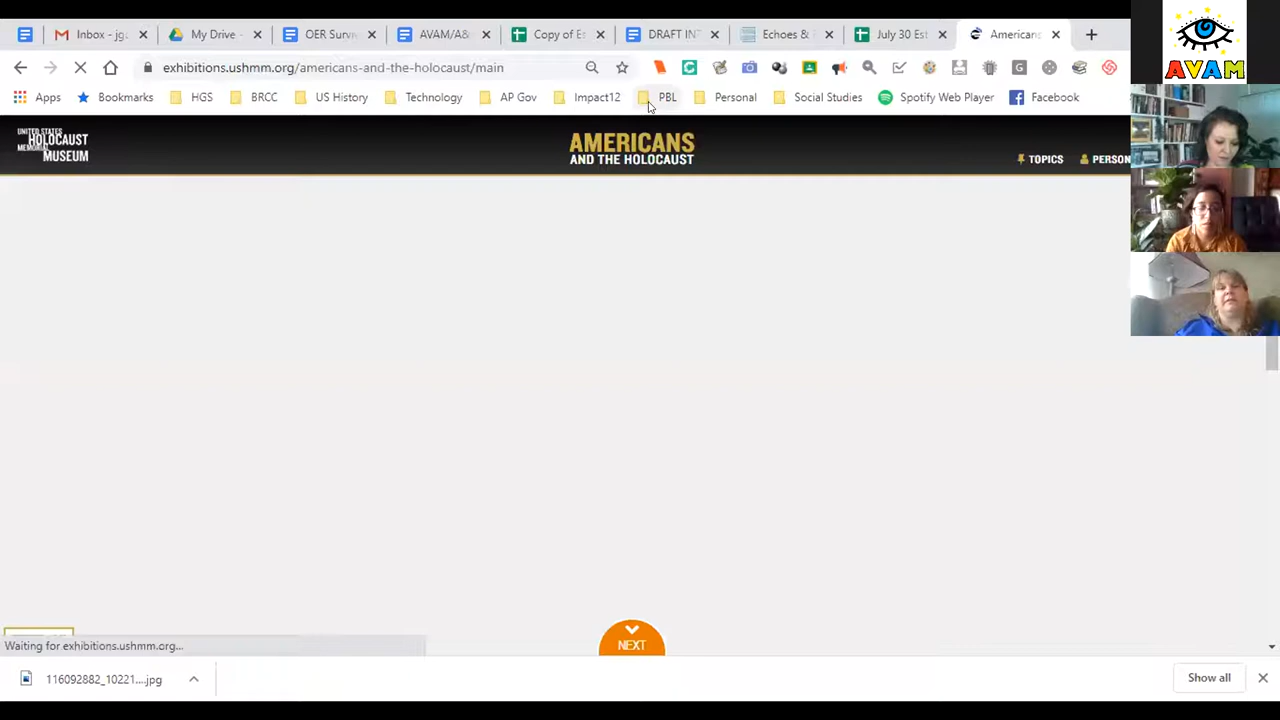 Inbox - jg
My Drive -
OER Surv
AVAM/A&
Copy of Es
DRAFT INT
Echoes & F
July 30 Est
Americans
AVAM
exhibitions.ushmm.org/americans-and-the-holocaust/main
Apps
Bookmarks
HGS
BRCC
US History
Technology
AP Gov
Impact12
PBL
Personal
Social Studies
Spotify Web Player
Facebook
UNITED STATES
HOLOCAUST
MEMORIAL
MUSEUM
AMERICANS
AND THE HOLOCAUST
TOPICS
PERSON
NEXT
Waiting for exhibitions.ushmm.org...
116092882_10221....jpg
Show all